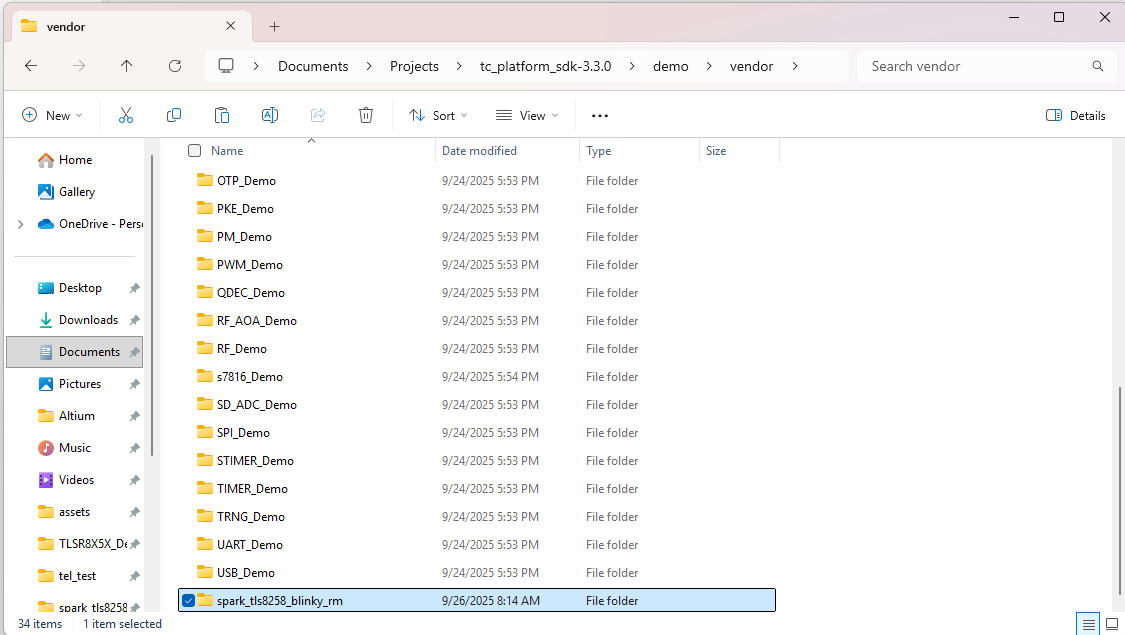 vendor
Documents Projects tc_platform_sdk-3.3.0 demo vendor Search vendor
New Sort View Details
Name Date modified Type Size
Home
Gallery
OneDrive - Pers
Desktop
Downloads
Documents
Pictures
Altium
Music
Videos
assets
TLSR8X5X_De
tel_test
spark_tls8258
OTP_Demo 9/24/2025 5:53 PM File folder
PKE_Demo 9/24/2025 5:53 PM File folder
PM_Demo 9/24/2025 5:53 PM File folder
PWM_Demo 9/24/2025 5:53 PM File folder
QDEC_Demo 9/24/2025 5:53 PM File folder
RF_AOA_Demo 9/24/2025 5:53 PM File folder
RF_Demo 9/24/2025 5:53 PM File folder
s7816_Demo 9/24/2025 5:54 PM File folder
SD_ADC_Demo 9/24/2025 5:53 PM File folder
SPI_Demo 9/24/2025 5:53 PM File folder
STIMER_Demo 9/24/2025 5:53 PM File folder
TIMER_Demo 9/24/2025 5:53 PM File folder
TRNG_Demo 9/24/2025 5:53 PM File folder
UART_Demo 9/24/2025 5:53 PM File folder
USB_Demo 9/24/2025 5:53 PM File folder
spark_tls8258_blinky_rm 9/26/2025 8:14 AM File folder
34 items 1 item selected